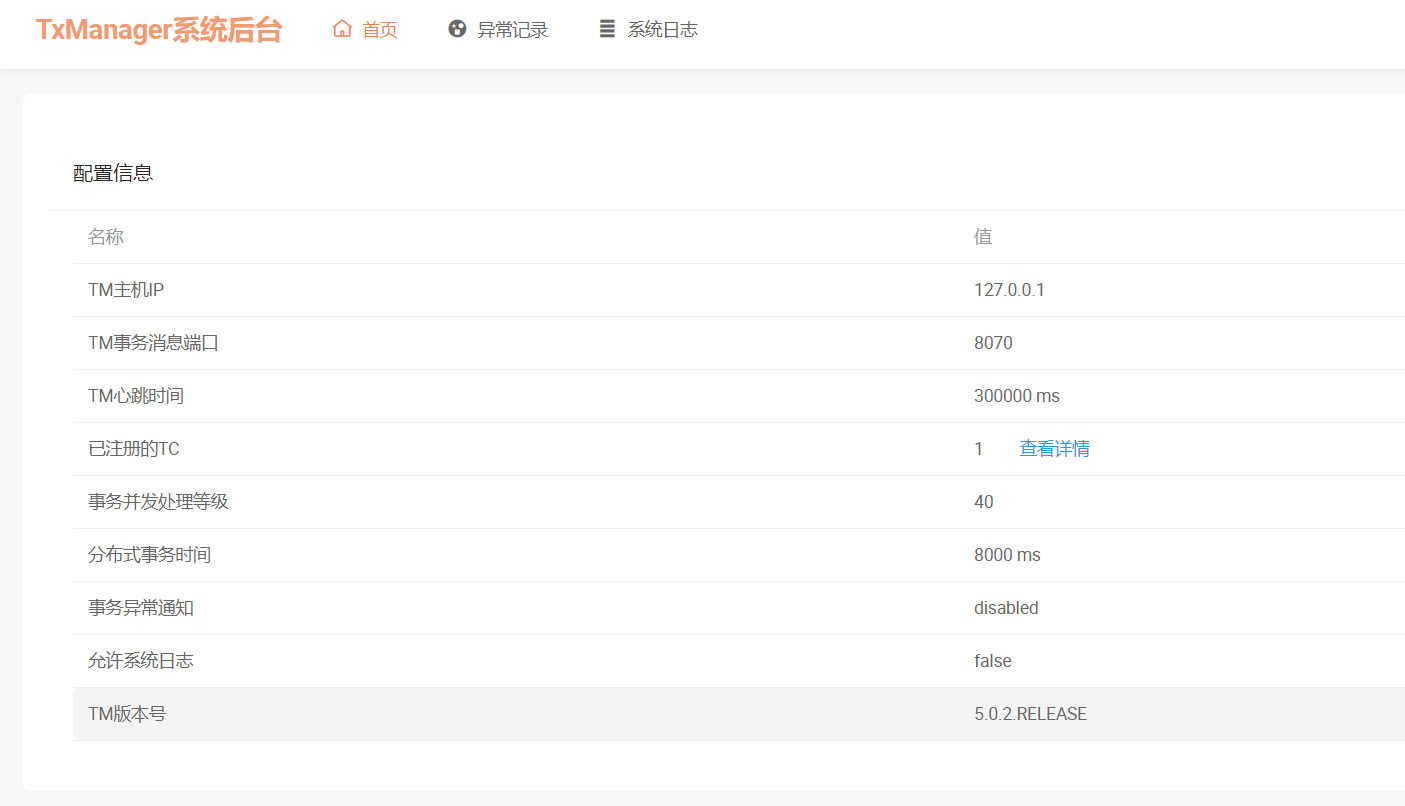 TxManager系统后台 首页 异常记录 系统日志
配置信息
名称 值
TM主机IP 127.0.0.1
TM事务消息端口 8070
TM心跳时间 300000 ms
已注册的TC 1 查看详情
事务并发处理等级 40
分布式事务时间 8000 ms
事务异常通知 disabled
允许系统日志 false
TM版本号 5.0.2.RELEASE